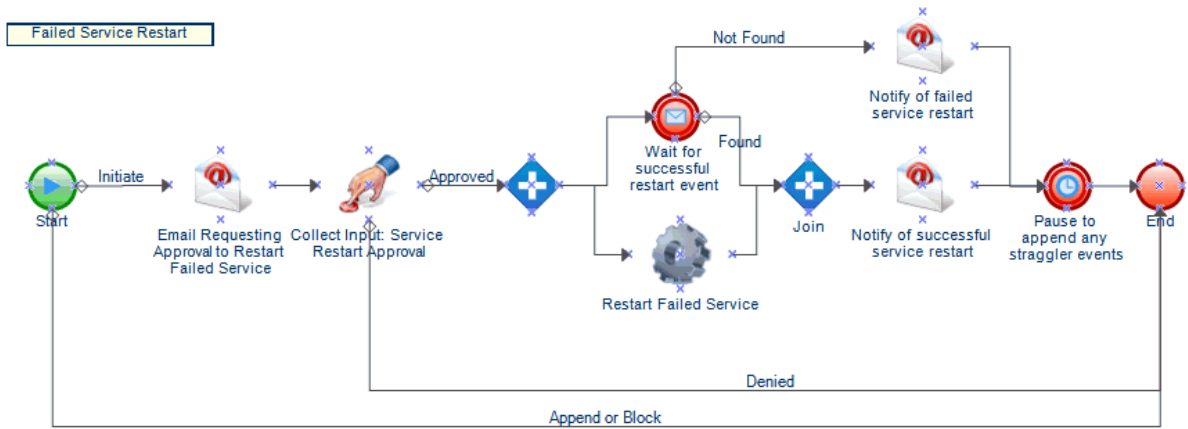 Failed Service Restart
Not Found
Notify of failed
service restart
Found
Wait for
successful
restart event
Initiate
Approved
Start
Email Requesting
Approval to Restart
Failed Service
Collect Input: Service
Restart Approval
Join
Notify of successful
service restart
Pause to
append any
straggler events
End
Restart Failed Service
Denied
Append or Block